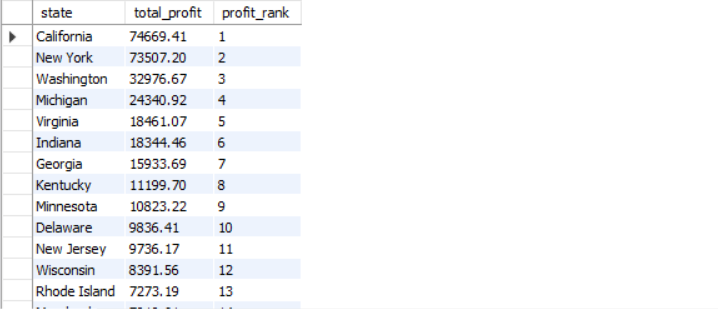 state total_profit profit_rank
California 74669.41 1
New York 73507.20 2
Washington 32976.67 3
Michigan 24340.92 4
Virginia 18461.07 5
Indiana 18344.46 6
Georgia 15933.69 7
Kentucky 11199.70 8
Minnesota 10823.22 9
Delaware 9836.41 10
New Jersey 9736.17 11
Wisconsin 8391.56 12
Rhode Island 7273.19 13